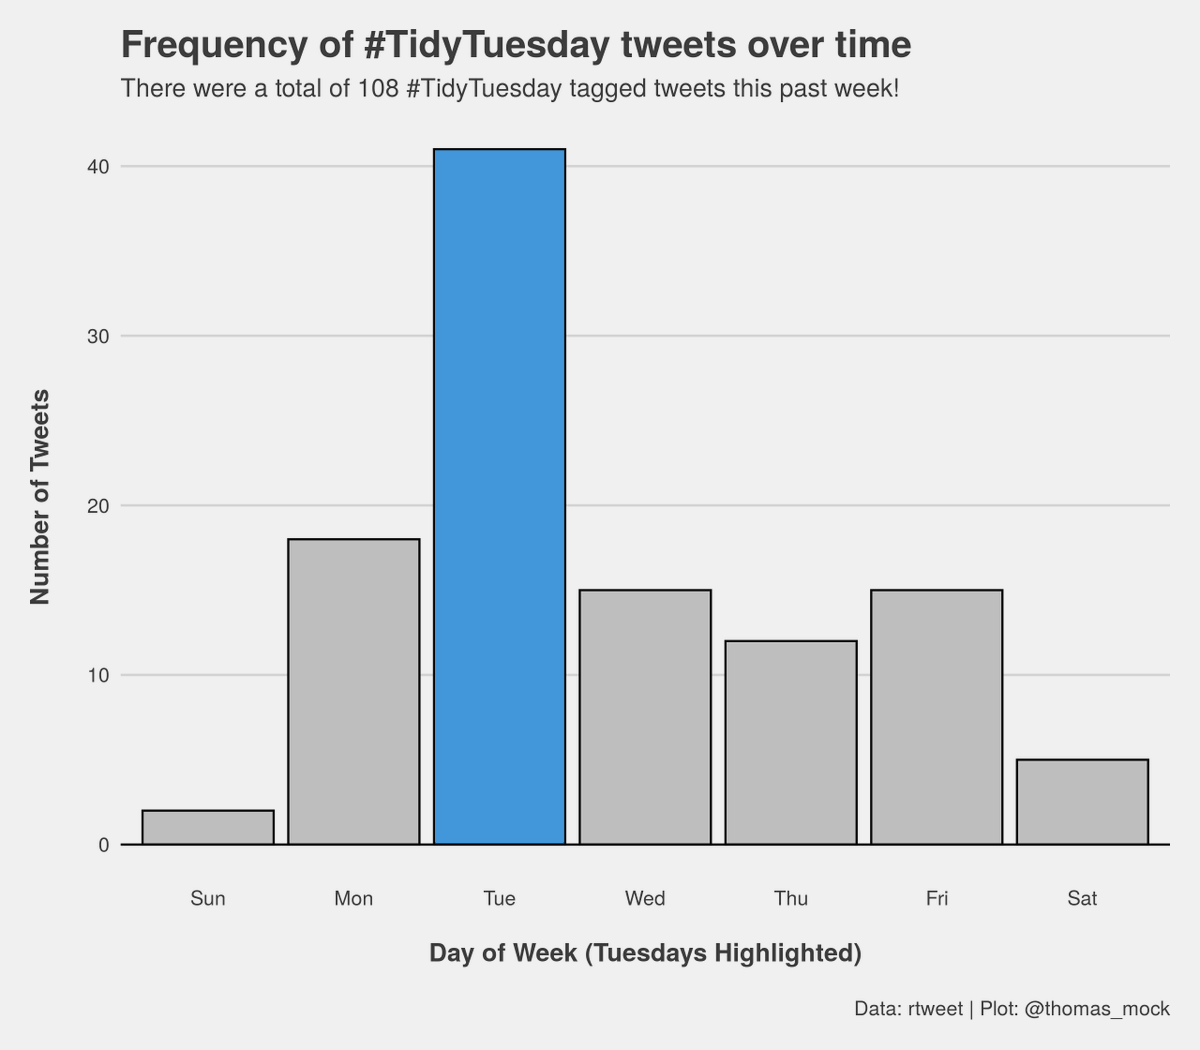 Frequency of #TidyTuesday tweets over time
There were a total of 108 #TidyTuesday tagged tweets this past week!
Number of Tweets
40
30
20
10
0
Sun Mon Tue Wed Thu Fri Sat
Day of Week (Tuesdays Highlighted)
Data: rtweet | Plot: @thomas_mock